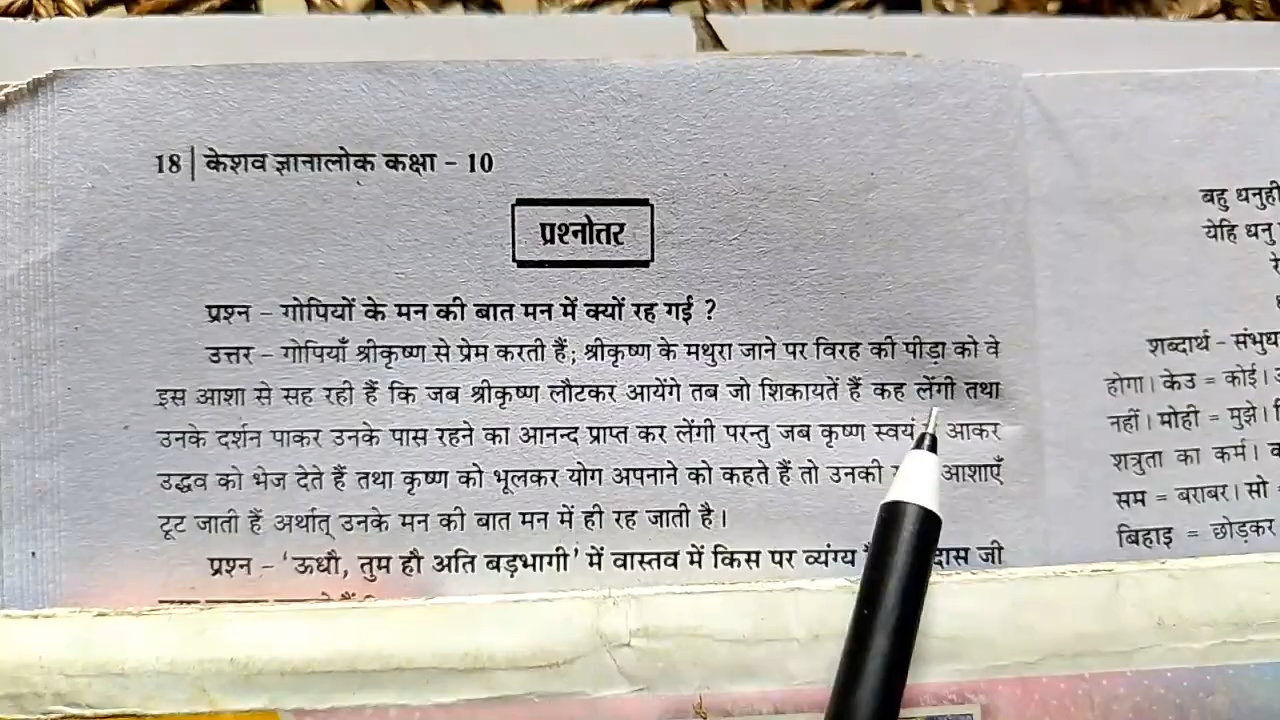 18 | केशव ज्ञानालोक कक्षा - 10
प्रश्नोतर
प्रश्न - गोपियों के मन की बात मन में क्यों रह गई ?
उत्तर - गोपियाँ श्रीकृष्ण से प्रेम करती हैं; श्रीकृष्ण के मथुरा जाने पर विरह की पीड़ा को वे
इस आशा से सह रही हैं कि जब श्रीकृष्ण लौटकर आयेंगे तब जो शिकायतें हैं कह लेंगी तथा
उनके दर्शन पाकर उनके पास रहने का आनन्द प्राप्त कर लेंगी परन्तु जब कृष्ण स्वयं आकर
उद्धव को भेज देते हैं तथा कृष्ण को भूलकर योग अपनाने को कहते हैं तो उनकी आशाएँ
टूट जाती हैं अर्थात् उनके मन की बात मन में ही रह जाती है।
प्रश्न - 'ऊधौ, तुम हौ अति बड़भागी' में वास्तव में किस पर व्यंग्य दास जी
बहु धनुही
येहि धनु
शब्दार्थ - संभुध
होगा। केउ = कोई।
नहीं। मोही = मुझे।
शत्रुता का कर्म।
सम = बराबर। सो
बिहाइ = छोड़कर